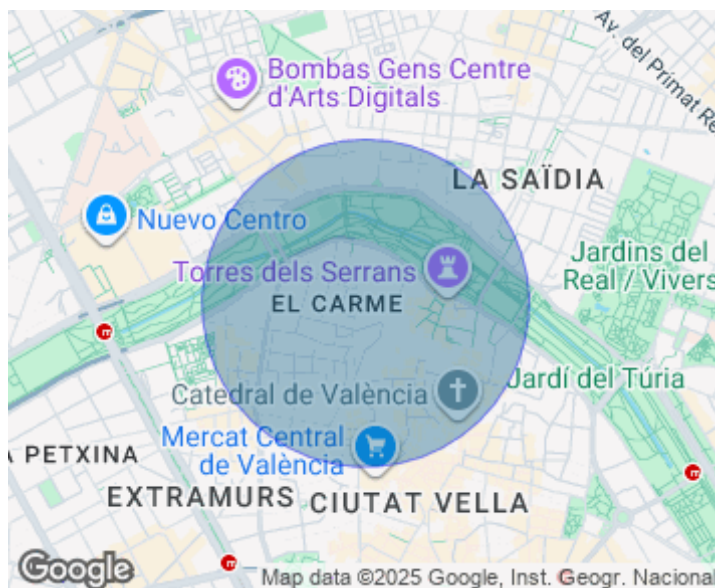 Av. del Primat Re
Bombas Gens Centre
d'Arts Digitals
LA SAÏDIA
Nuevo Centro
Jardins del
Real / Vivers
Torres dels Serrans
EL CARME
Catedral de València
Jardí del Túria
Mercat Central
de València
A PETXINA
EXTRAMURS
CIUTAT VELLA
Google
Map data ©2025 Google, Inst. Geogr. Nacional